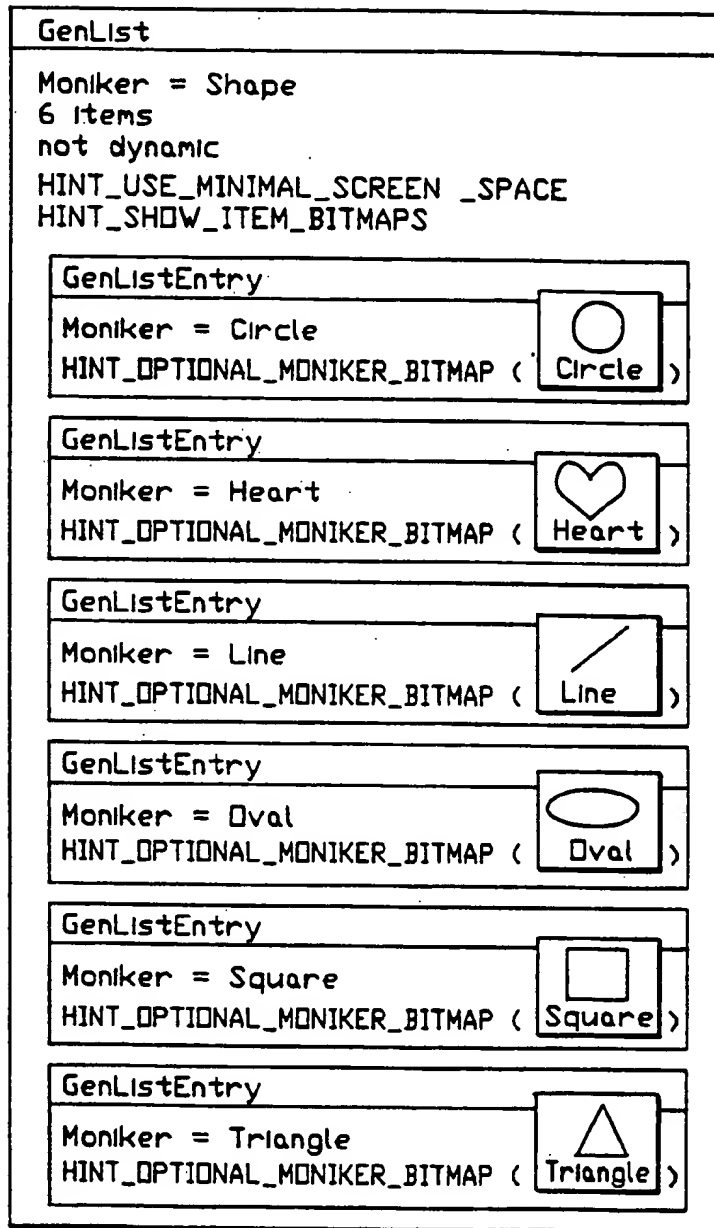 GenList
Moniker = Shape
6 items
not dynamic
HINT_USE_MINIMAL_SCREEN _SPACE
HINT_SHOW_ITEM_BITMAPS
GenListEntry
Moniker = Circle
HINT_OPTIONAL_MONIKER_BITMAP ( Circle )
GenListEntry
Moniker = Heart
HINT_OPTIONAL_MONIKER_BITMAP ( Heart )
GenListEntry
Moniker = Line
HINT_OPTIONAL_MONIKER_BITMAP ( Line )
GenListEntry
Moniker = Oval
HINT_OPTIONAL_MONIKER_BITMAP ( Oval )
GenListEntry
Moniker = Square
HINT_OPTIONAL_MONIKER_BITMAP ( Square )
GenListEntry
Moniker = Triangle
HINT_OPTIONAL_MONIKER_BITMAP ( Triangle )